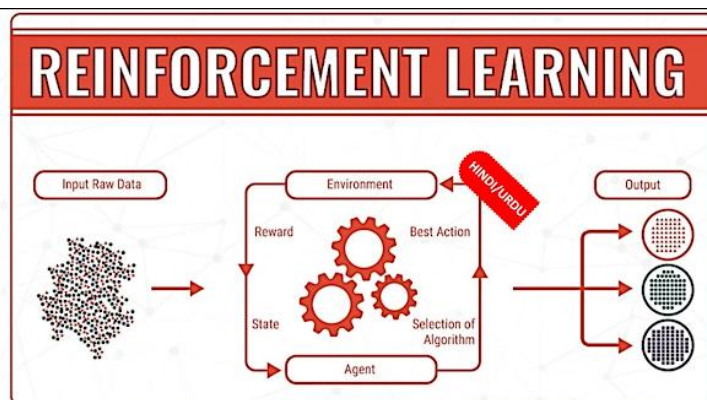 REINFORCEMENT LEARNING
Input Raw Data
Environment
HINDI/URDU
Output
Reward
Best Action
State
Selection of
Algorithm
Agent